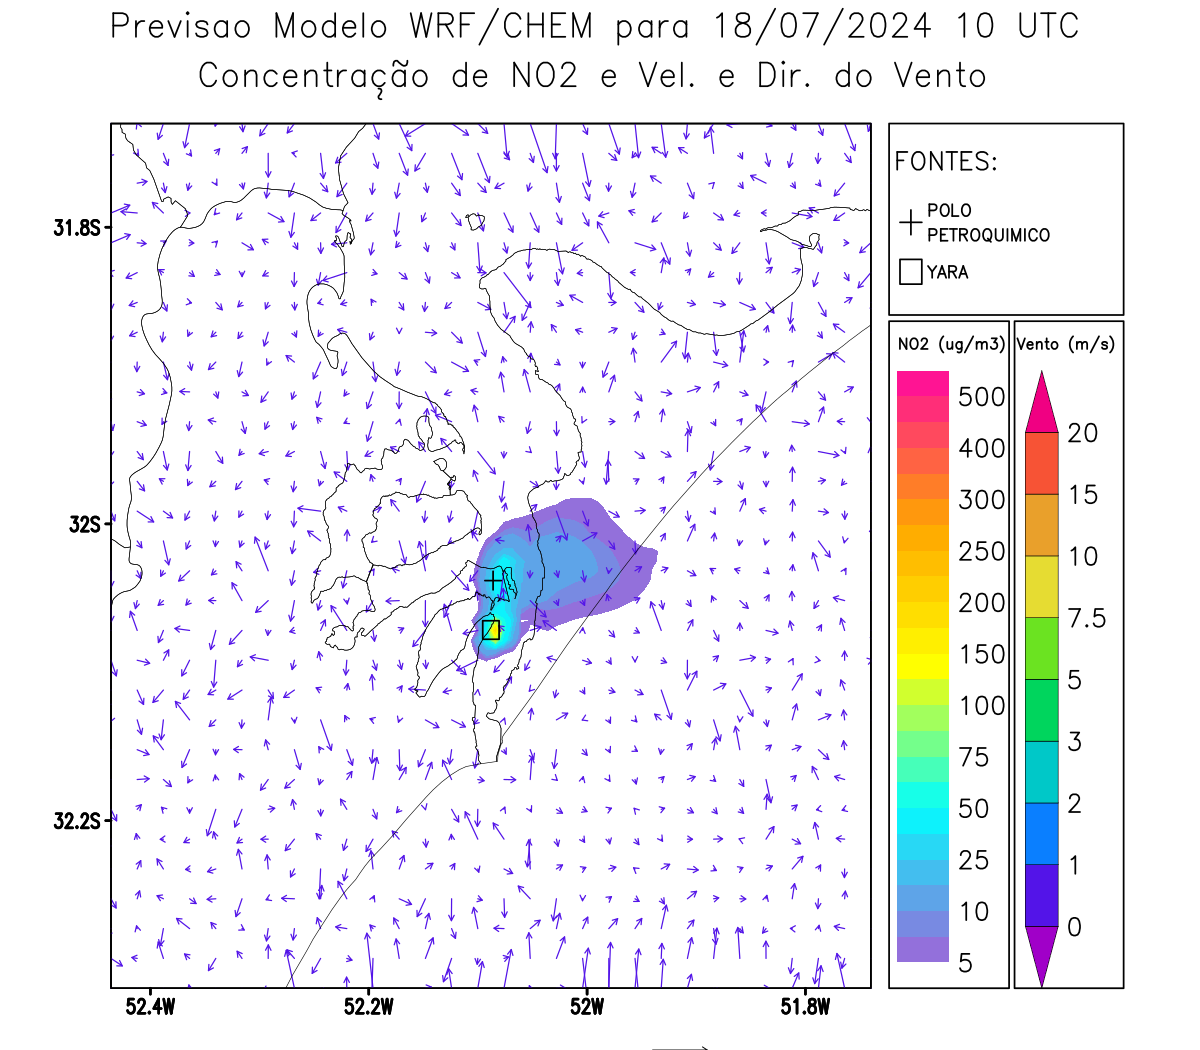 Previsao Modelo WRF/CHEM para 18/07/2024 10 UTC
Concentração de NO2 e Vel. e Dir. do Vento
FONTES:
POLO
PETROQUIMICO
YARA
NO2 (ug/m3)
500
400
300
250
200
150
100
75
50
25
10
5
Vento (m/s)
20
15
10
7.5
5
3
2
1
0
31.8S
32S
32.2S
52.4W
52.2W
52W
51.8W